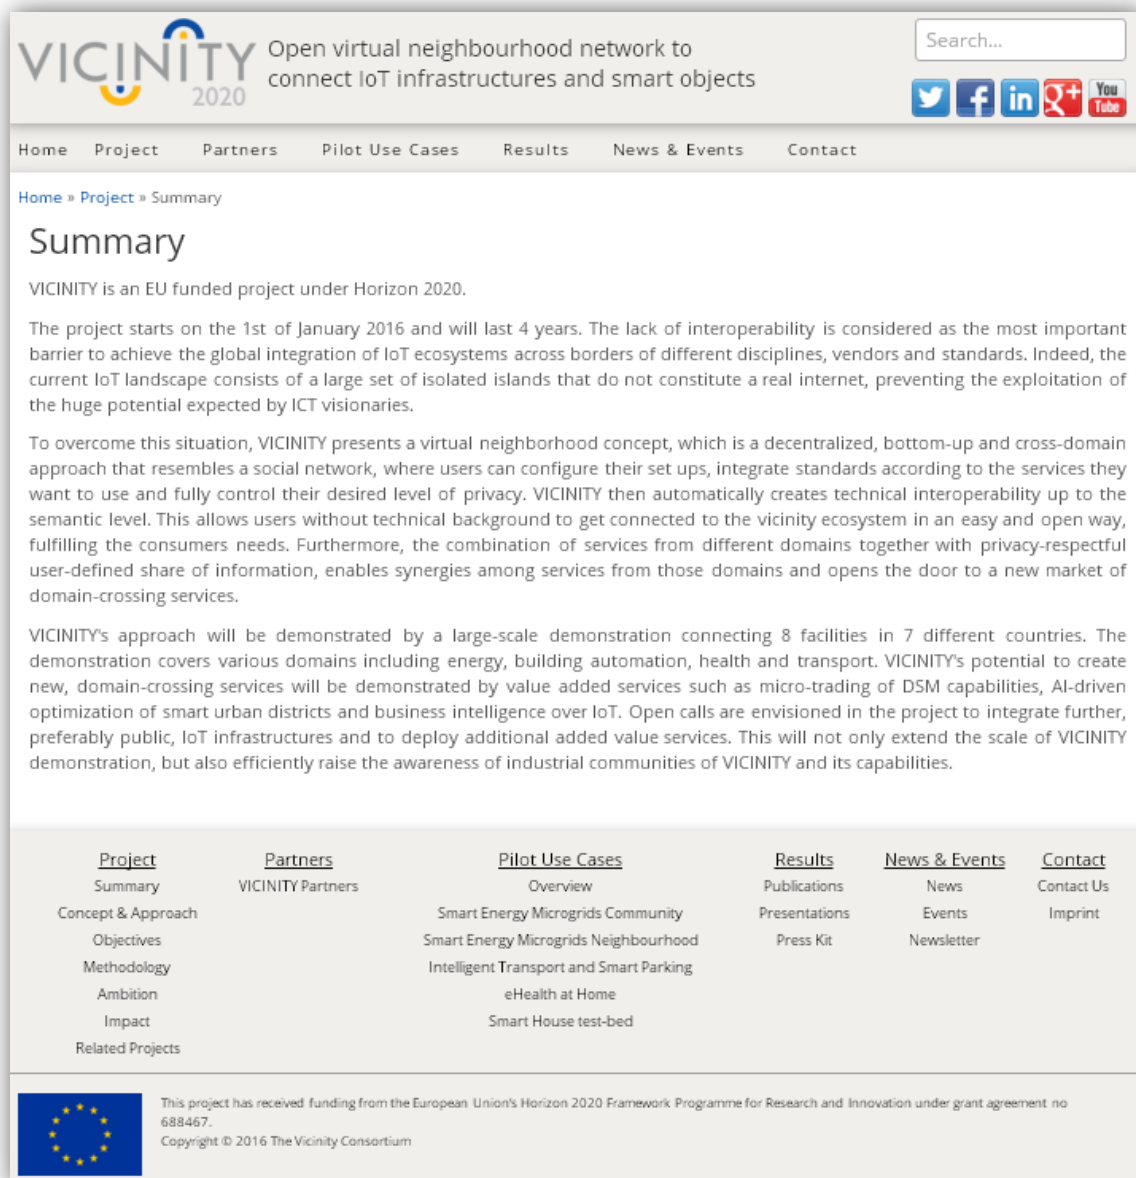 VICINITY
2020
Open virtual neighbourhood network to
connect IoT infrastructures and smart objects
Search...
You
Tube
Home Project Partners Pilot Use Cases Results News & Events Contact
Home » Project » Summary
Summary
VICINITY is an EU funded project under Horizon 2020.
The project starts on the 1st of January 2016 and will last 4 years. The lack of interoperability is considered as the most important
barrier to achieve the global integration of IoT ecosystems across borders of different disciplines, vendors and standards. Indeed, the
current IoT landscape consists of a large set of isolated islands that do not constitute a real internet, preventing the exploitation of
the huge potential expected by ICT visionaries.
To overcome this situation, VICINITY presents a virtual neighborhood concept, which is a decentralized, bottom-up and cross-domain
approach that resembles a social network, where users can configure their set ups, integrate standards according to the services they
want to use and fully control their desired level of privacy. VICINITY then automatically creates technical interoperability up to the
semantic level. This allows users without technical background to get connected to the vicinity ecosystem in an easy and open way,
fulfilling the consumers needs. Furthermore, the combination of services from different domains together with privacy-respectful
user-defined share of information, enables synergies among services from those domains and opens the door to a new market of
domain-crossing services.
VICINITY's approach will be demonstrated by a large-scale demonstration connecting 8 facilities in 7 different countries. The
demonstration covers various domains including energy, building automation, health and transport. VICINITY's potential to create
new, domain-crossing services will be demonstrated by value added services such as micro-trading of DSM capabilities, AI-driven
optimization of smart urban districts and business intelligence over IoT. Open calls are envisioned in the project to integrate further,
preferably public, IoT infrastructures and to deploy additional added value services. This will not only extend the scale of VICINITY
demonstration, but also efficiently raise the awareness of industrial communities of VICINITY and its capabilities.
Project
Summary
Concept & Approach
Objectives
Methodology
Ambition
Impact
Related Projects
Partners
VICINITY Partners
Pilot Use Cases
Overview
Smart Energy Microgrids Community
Smart Energy Microgrids Neighbourhood
Intelligent Transport and Smart Parking
eHealth at Home
Smart House test-bed
Results
Publications
Presentations
Press Kit
News & Events
News
Events
Newsletter
Contact
Contact Us
Imprint
This project has received funding from the European Union's Horizon 2020 Framework Programme for Research and Innovation under grant agreement no
688467.
Copyright © 2016 The Vicinity Consortium